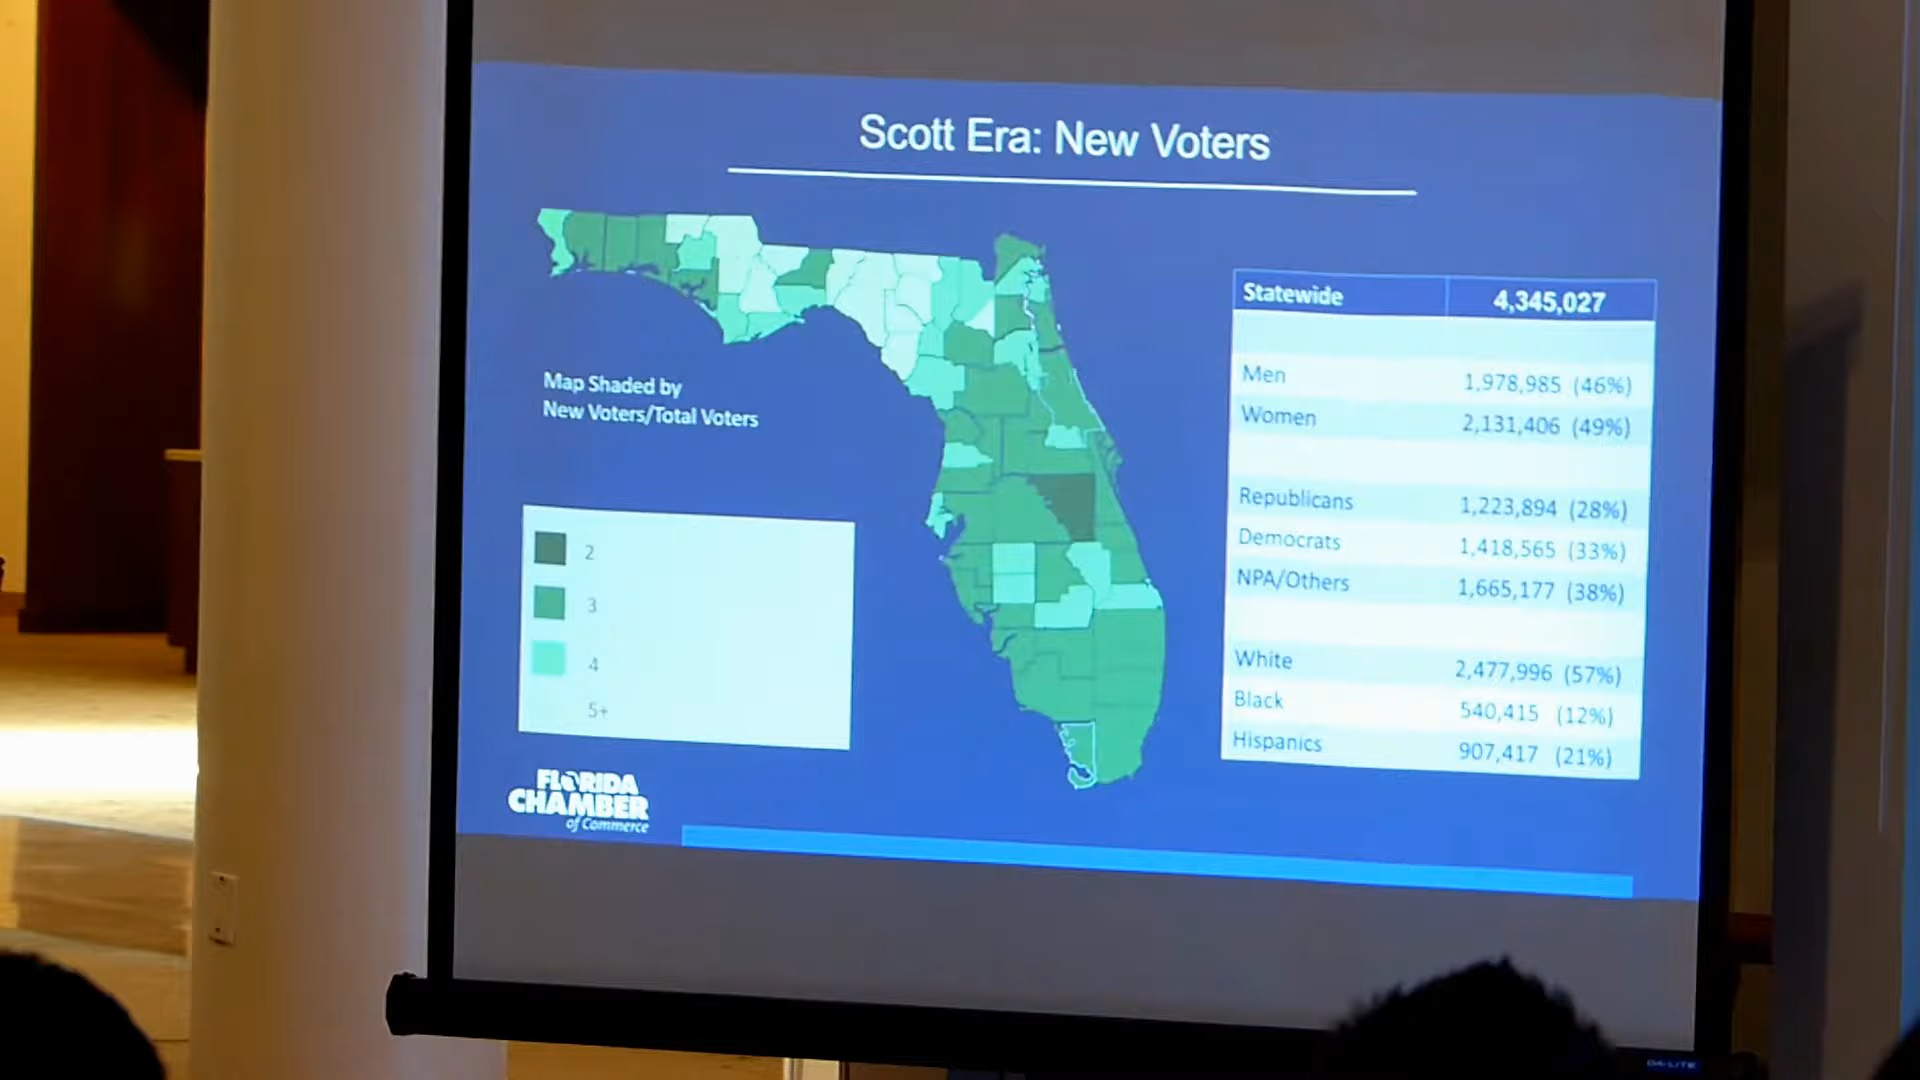 Scott Era: New Voters
Map Shaded by
New Voters/Total Voters
2
3
4
5+
FLORIDA
CHAMBER
of Commerce
Statewide 4,345,027
Men 1,978,985 (46%)
Women 2,131,406 (49%)
Republicans 1,223,894 (28%)
Democrats 1,418,565 (33%)
NPA/Others 1,665,177 (38%)
White 2,477,996 (57%)
Black 540,415 (12%)
Hispanics 907,417 (21%)
DA-LITE